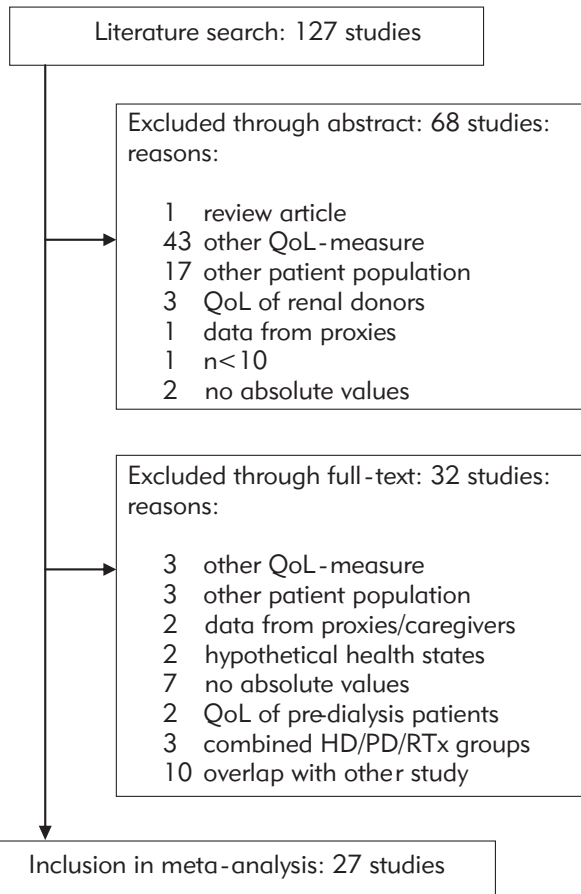 Literature search: 127 studies
Excluded through abstract: 68 studies:
reasons:
1 review article
43 other QoL-measure
17 other patient population
3 QoL of renal donors
1 data from proxies
1 n<10
2 no absolute values
Excluded through full-text: 32 studies:
reasons:
3 other QoL-measure
3 other patient population
2 data from proxies/caregivers
2 hypothetical health states
7 no absolute values
2 QoL of pre-dialysis patients
3 combined HD/PD/RTx groups
10 overlap with other study
Inclusion in meta-analysis: 27 studies